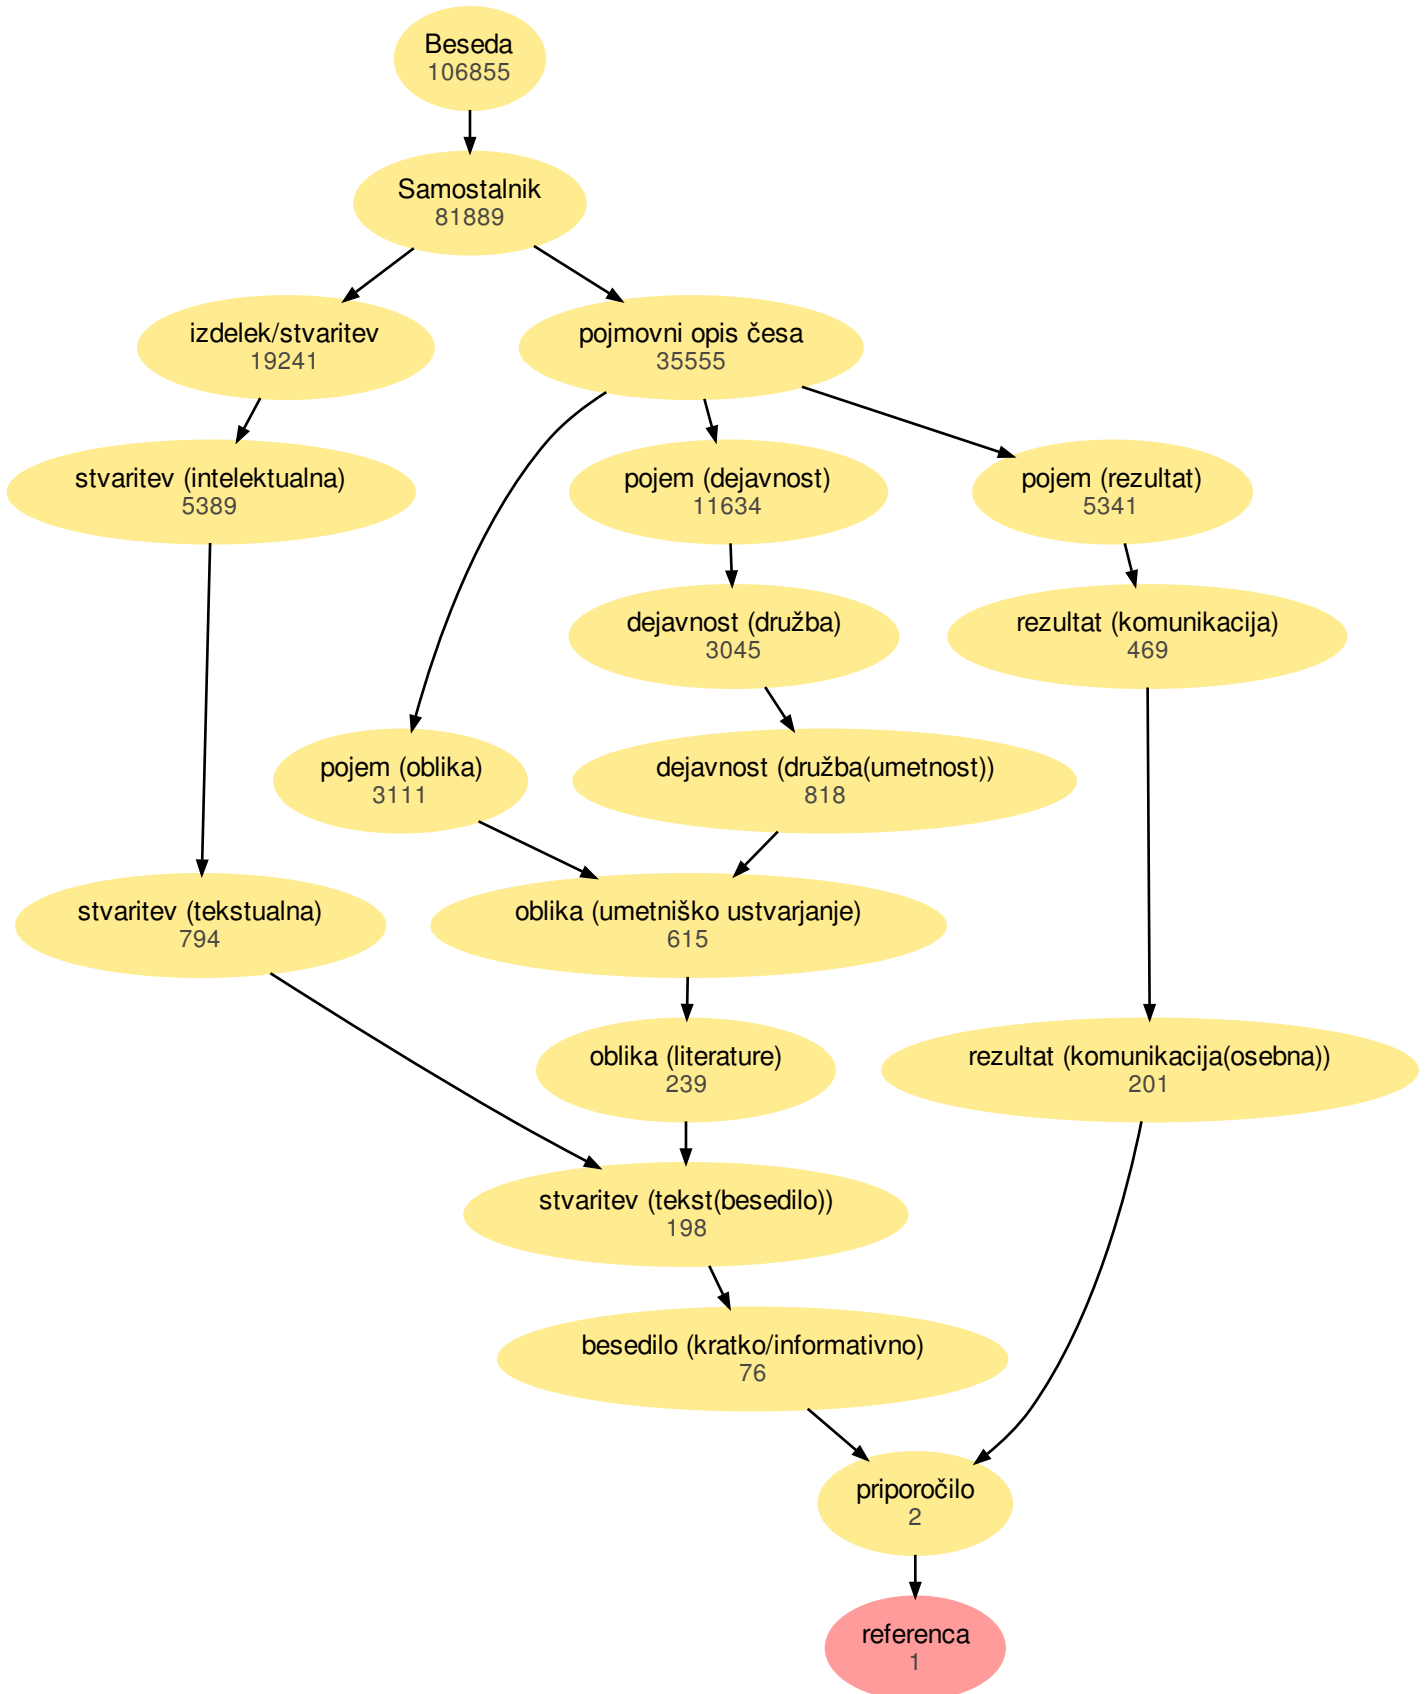 Beseda
106855
Samostalnik
81889
izdelek/stvaritev
19241
pojmovni opis česa
35555
stvaritev (intelektualna)
5389
pojem (dejavnost)
11634
pojem (rezultat)
5341
dejavnost (družba)
3045
rezultat (komunikacija)
469
pojem (oblika)
3111
dejavnost (družba(umetnost))
818
stvaritev (tekstualna)
794
oblika (umetniško ustvarjanje)
615
oblika (literature)
239
rezultat (komunikacija(osebna))
201
stvaritev (tekst(besedilo))
198
besedilo (kratko/informativno)
76
priporočilo
2
referenca
1